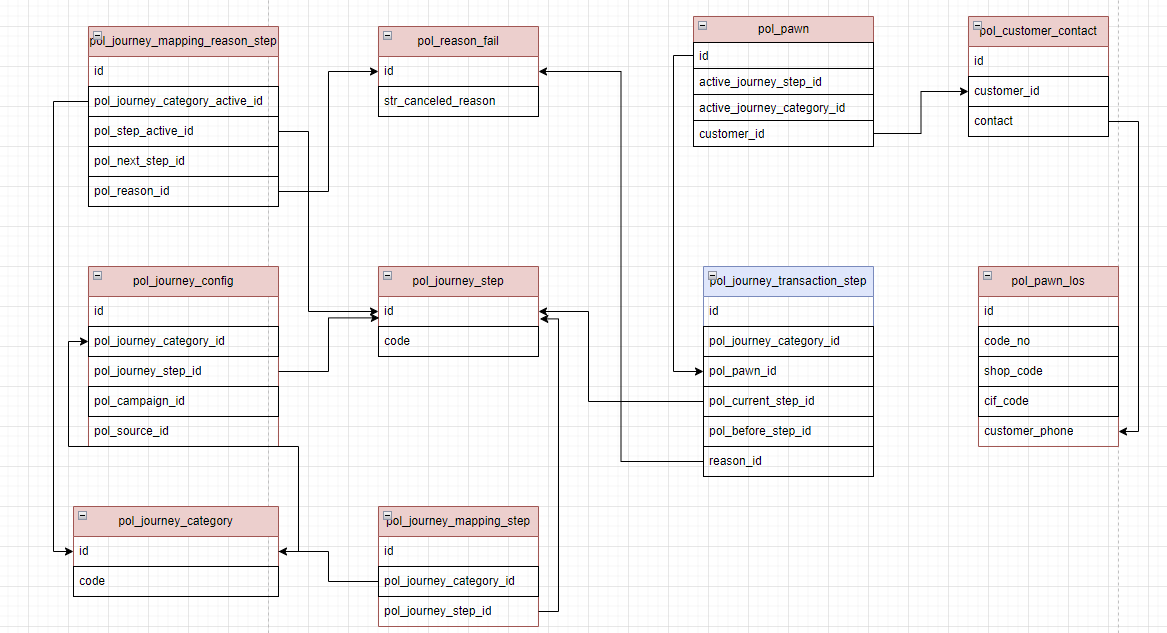 pol_journey_mapping_reason_step
id
pol_journey_category_active_id
pol_step_active_id
pol_next_step_id
pol_reason_id
pol_reason_fail
id
str_canceled_reason
pol_pawn
id
active_journey_step_id
active_journey_category_id
customer_id
pol_customer_contact
id
customer_id
contact
pol_journey_config
id
pol_journey_category_id
pol_journey_step_id
pol_campaign_id
pol_source_id
pol_journey_step
id
code
pol_journey_transaction_step
id
pol_journey_category_id
pol_pawn_id
pol_current_step_id
pol_before_step_id
reason_id
pol_pawn_los
id
code_no
shop_code
cif_code
customer_phone
pol_journey_category
id
code
pol_journey_mapping_step
id
pol_journey_category_id
pol_journey_step_id